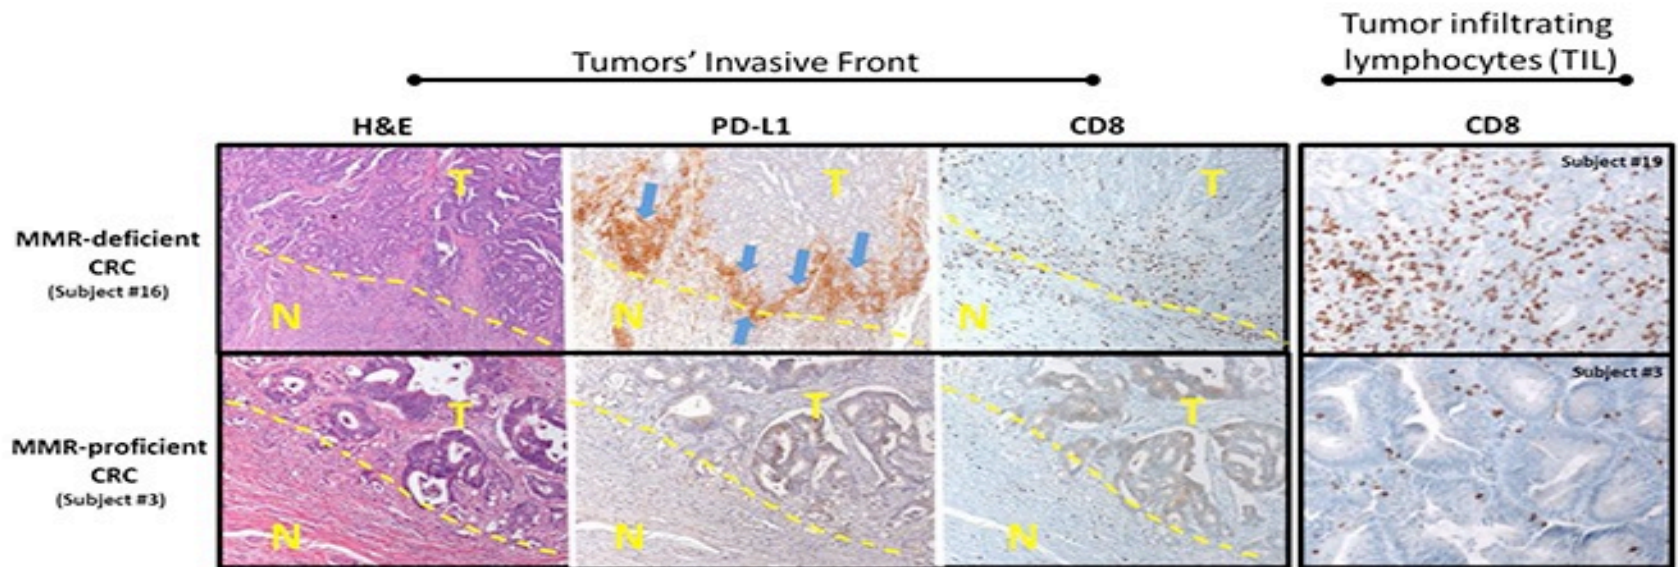 Tumors' Invasive Front
Tumor infiltrating
lymphocytes (TIL)
H&E
PD-L1
CD8
CD8
MMR-deficient
CRC
(Subject #16)
T
N
T
N
T
N
Subject #19
MMR-proficient
CRC
(Subject #3)
T
N
T
N
T
N
Subject #3